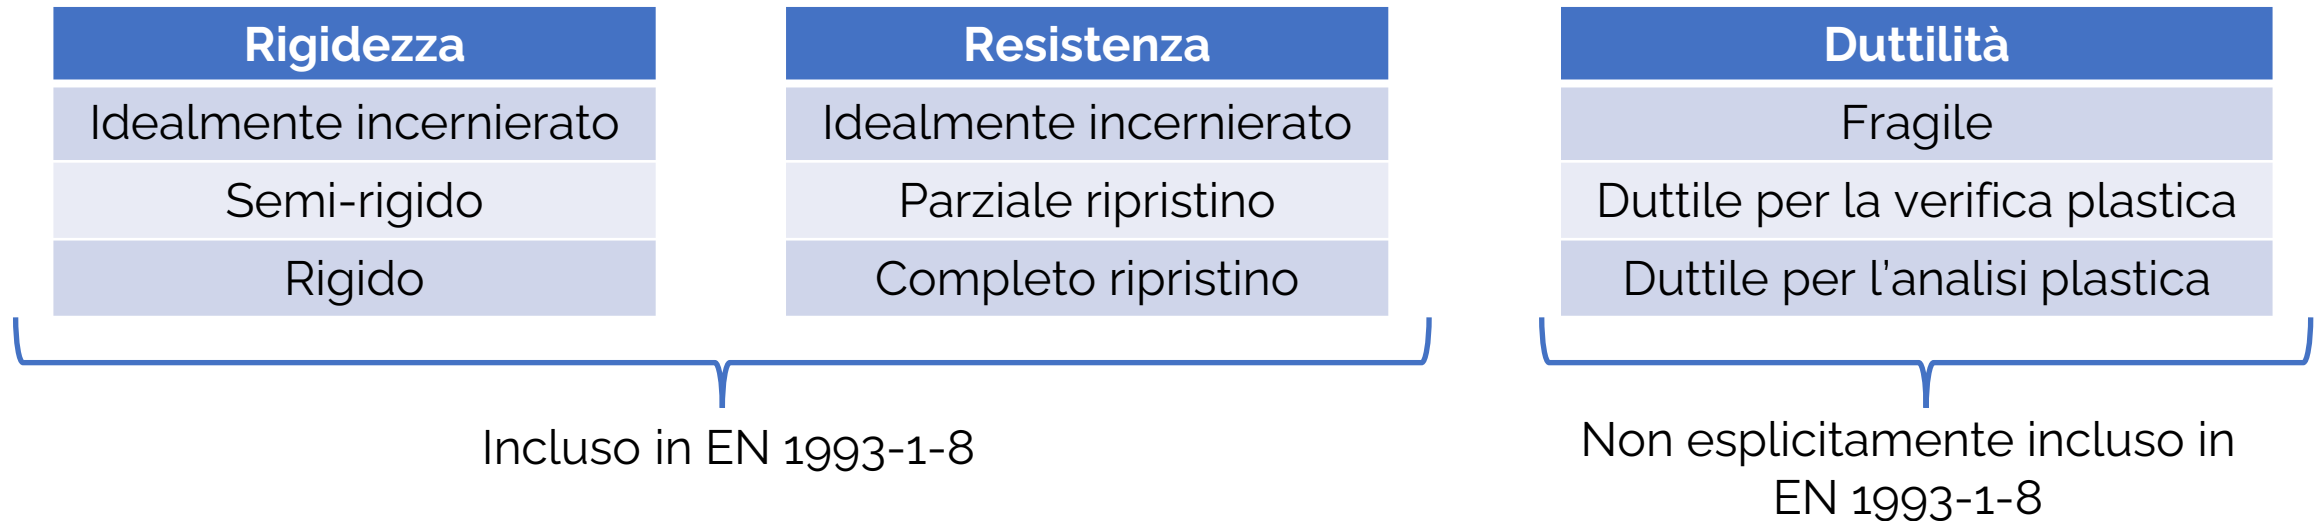 Rigidezza
Idealmente incernierato
Semi-rigido
Rigido
Resistenza
Idealmente incernierato
Parziale ripristino
Completo ripristino
Duttilità
Fragile
Duttile per la verifica plastica
Duttile per l'analisi plastica
Incluso in EN 1993-1-8
Non esplicitamente incluso in
EN 1993-1-8